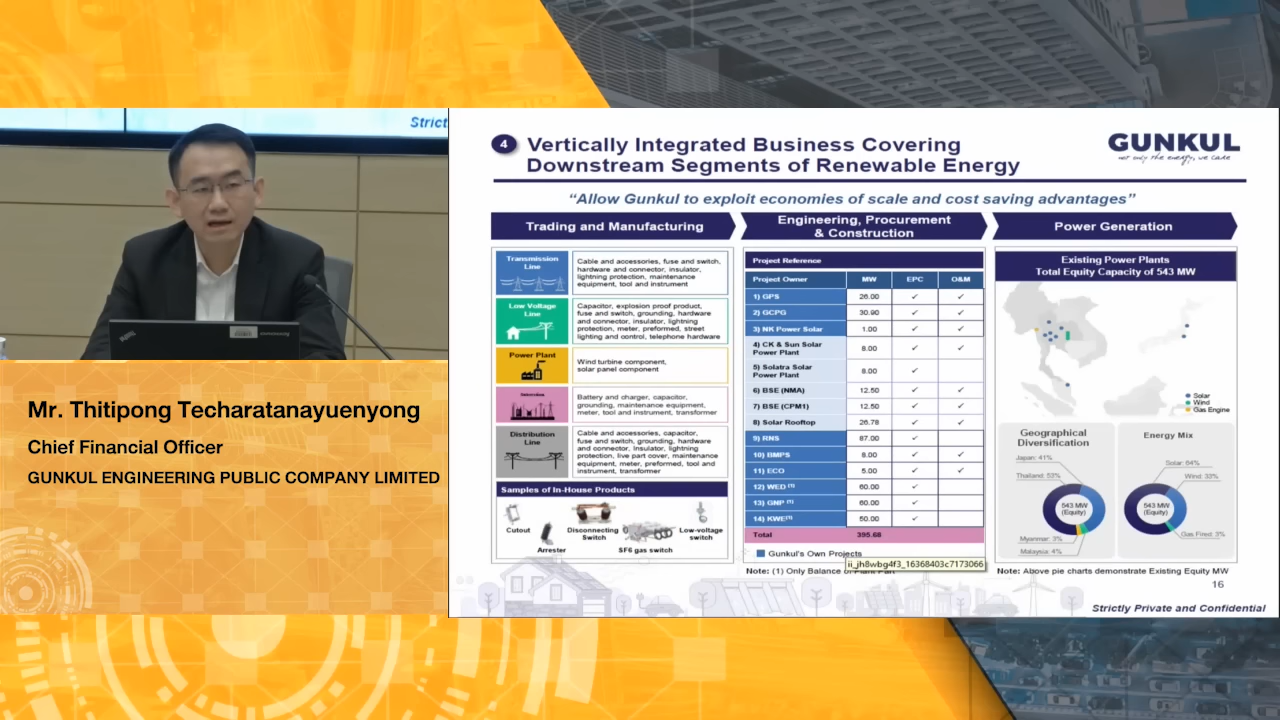 Strict
Mr. Thitipong Techaratanayuenyong
Chief Financial Officer
GUNKUL ENGINEERING PUBLIC COMPANY LIMITED
4
Vertically Integrated Business Covering
Downstream Segments of Renewable Energy
GUNKUL
not only the energy, we care
“Allow Gunkul to exploit economies of scale and cost saving advantages”
Trading and Manufacturing
Transmission
Line
Cable and accessories, fuse and switch,
hardware and connector, insulator,
lightning protection, maintenance
equipment, tool and instrument
Low Voltage
Line
Capacitor, explosion proof product,
fuse and switch, grounding, hardware
and connector, insulator, lightning
protection, meter, preformed, street
lighting and control, telephone hardware
Power Plant
Wind turbine component,
solar panel component
Substation
Battery and charger, capacitor,
grounding, maintenance equipment,
meter, tool and instrument, transformer
Distribution
Line
Cable and accessories, capacitor,
fuse and switch, grounding, hardware
and connector, insulator, lightning
protection, live part cover, maintenance
equipment, meter, preformed, tool and
instrument, transformer
Samples of In-House Products
Cutout
Arrester
Disconnecting
Switch
SF6 gas switch
Low-voltage
switch
Engineering, Procurement
& Construction
Project Reference
Project Owner MW EPC O&M
1) GPS 26.00 ✓ ✓
2) GCPG 30.90 ✓ ✓
3) NK Power Solar 1.00 ✓ ✓
4) CK & Sun Solar
Power Plant 8.00 ✓ ✓
5) Solatra Solar
Power Plant 8.00 ✓
6) BSE (NMA) 12.50 ✓ ✓
7) BSE (CPM1) 12.50 ✓ ✓
8) Solar Rooftop 26.78 ✓ ✓
9) RNS 87.00 ✓
10) BMPS 8.00 ✓ ✓
11) ECO 5.00 ✓ ✓
12) WED (1) 60.00 ✓
13) GNP (1) 60.00 ✓
14) KWE(1) 50.00 ✓
Total 395.68
Gunkul's Own Projects
Note: (1) Only Balance of Plant Part
ii_jh8wbg4f3_16368403c7173066
Power Generation
Existing Power Plants
Total Equity Capacity of 543 MW
Solar
Wind
Gas Engine
Geographical
Diversification
Japan: 41%
Thailand: 53%
543 MW
(Equity)
Myanmar: 3%
Malaysia: 4%
Energy Mix
Solar: 64%
Wind: 33%
543 MW
(Equity)
Gas Fired: 3%
Note: Above pie charts demonstrate Existing Equity MW
16
Strictly Private and Confidential